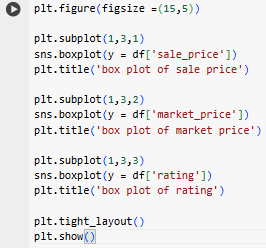 plt.figure(figsize =(15,5))
plt.subplot(1,3,1)
sns.boxplot(y = df['sale_price'])
plt.title('box plot of sale price')
plt.subplot(1,3,2)
sns.boxplot(y = df['market_price'])
plt.title('box plot of market price')
plt.subplot(1,3,3)
sns.boxplot(y = df['rating'])
plt.title('box plot of rating')
plt.tight_layout()
plt.show()